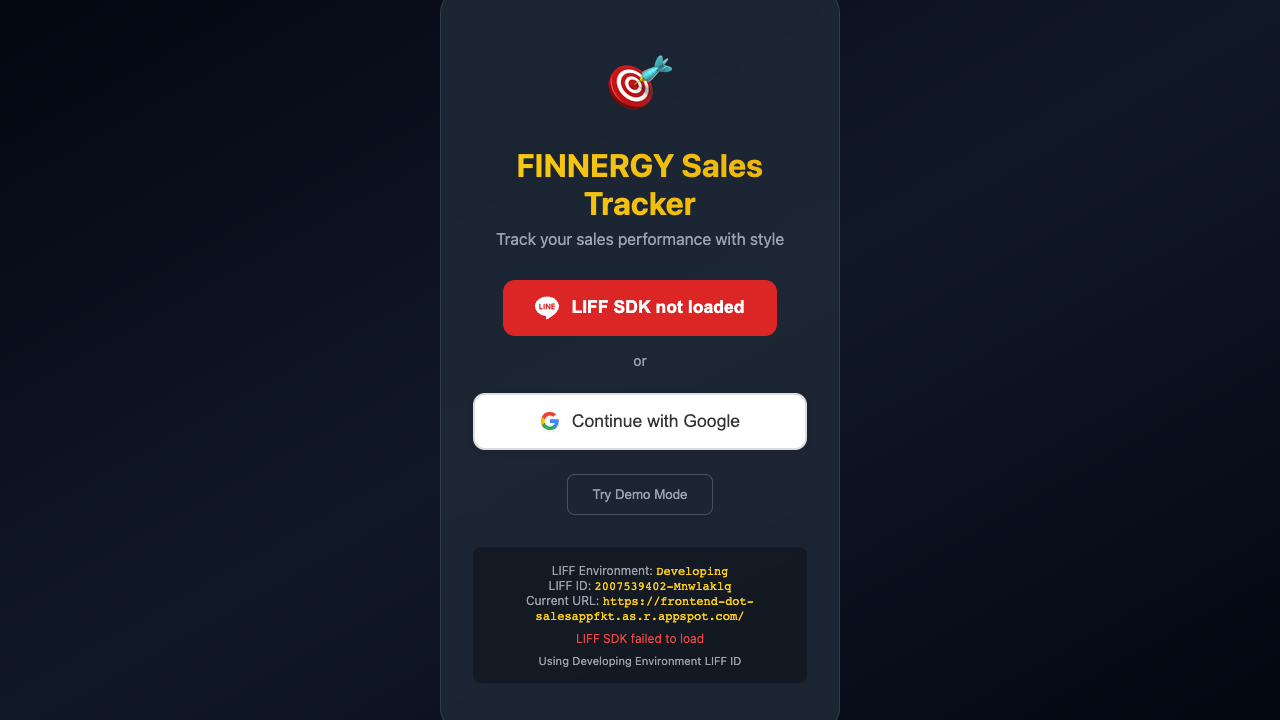 FINNERGY Sales
Tracker
Track your sales performance with style
LINE
LIFF SDK not loaded
or
Continue with Google
Try Demo Mode
LIFF Environment: Developing
LIFF ID: 2007539402-Mnwlaklq
Current URL: https://frontend-dot-
salesappfkt.as.r.appspot.com/
LIFF SDK failed to load
Using Developing Environment LIFF ID